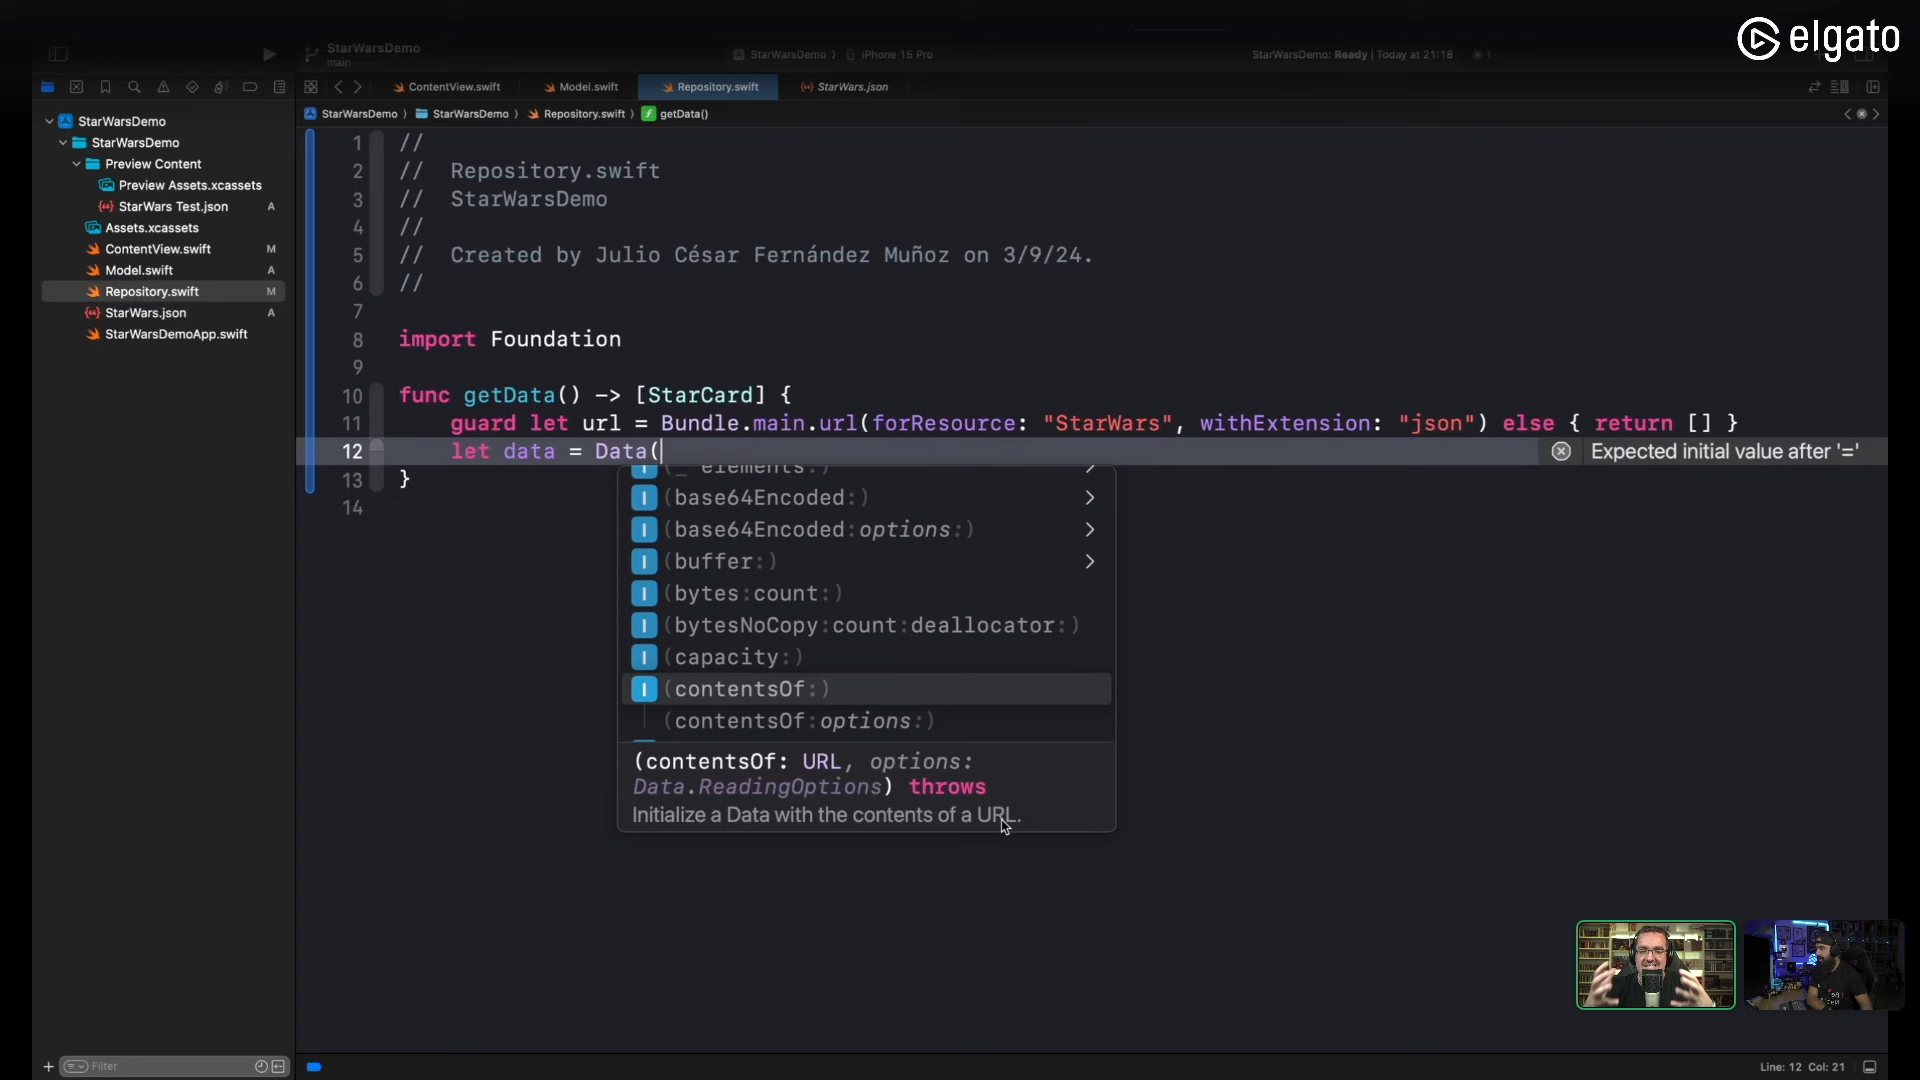 elgato
StarWarsDemo
main
StarWarsDemo
iPhone 15 Pro
StarWarsDemo: Ready | Today at 21:18
1
ContentView.swift
Model.swift
Repository.swift
StarWars.json
StarWarsDemo
StarWarsDemo
Repository.swift
getData()
StarWarsDemo
StarWarsDemo
Preview Content
Preview Assets.xcassets
StarWars Test.json A
Assets.xcassets
ContentView.swift M
Model.swift A
Repository.swift M
StarWars.json A
StarWarsDemoApp.swift
1 //
2 // Repository.swift
3 // StarWarsDemo
4 //
5 // Created by Julio César Fernández Muñoz on 3/9/24.
6 //
7
8 import Foundation
9
10 func getData() -> [StarCard] {
11 guard let url = Bundle.main.url(forResource: "StarWars", withExtension: "json") else { return [] }
12 let data = Data(
Expected initial value after '='
13 }
14
(_ elements:)
(base64Encoded:)
(base64Encoded:options:)
(buffer:)
(bytes:count:)
(bytesNoCopy:count:deallocator:)
(capacity:)
(contentsOf:)
(contentsOf:options:)
(contentsOf: URL, options:
Data.ReadingOptions) throws
Initialize a Data with the contents of a URL.
Filter
Line: 12 Col: 21